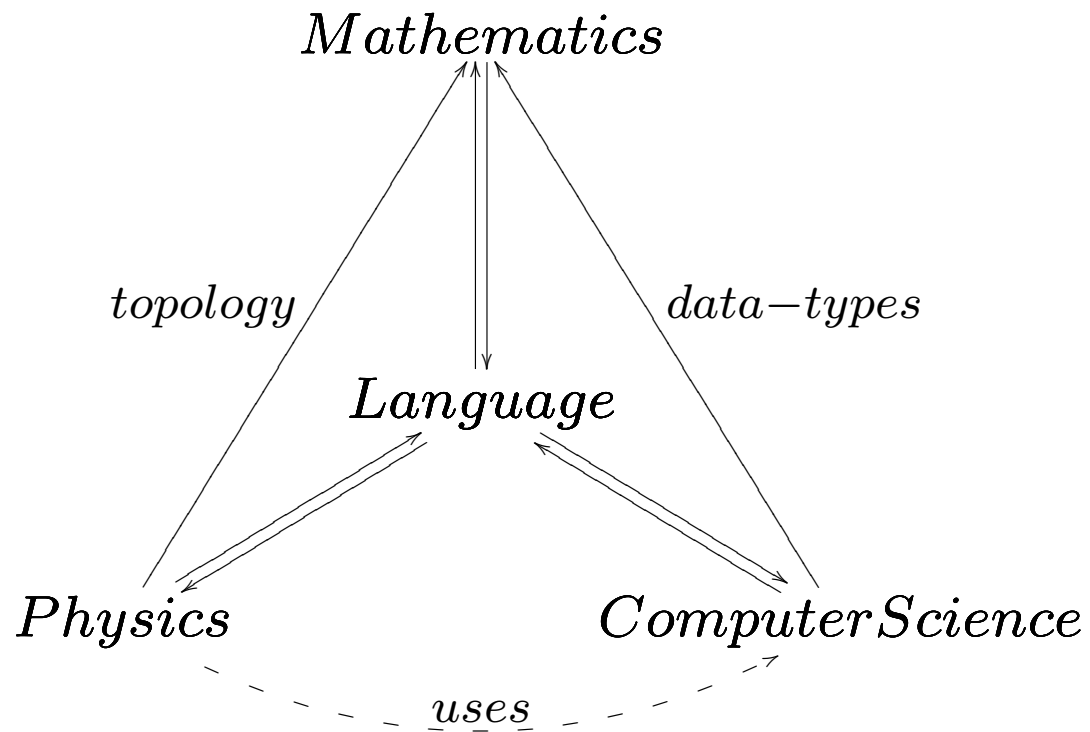 Mathematics
topology
data-types
Language
Physics
ComputerScience
uses